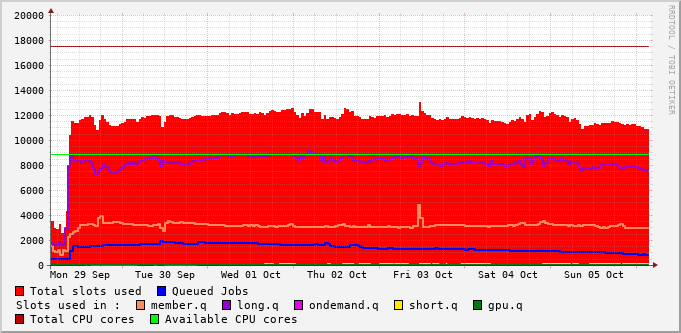 RRDTOOL / TOBI OETIKER
20000
18000
16000
14000
12000
10000
8000
6000
4000
2000
0
Mon 29 Sep Tue 30 Sep Wed 01 Oct Thu 02 Oct Fri 03 Oct Sat 04 Oct Sun 05 Oct
Total slots used Queued Jobs
Slots used in : member.q long.q ondemand.q short.q gpu.q
Total CPU cores Available CPU cores